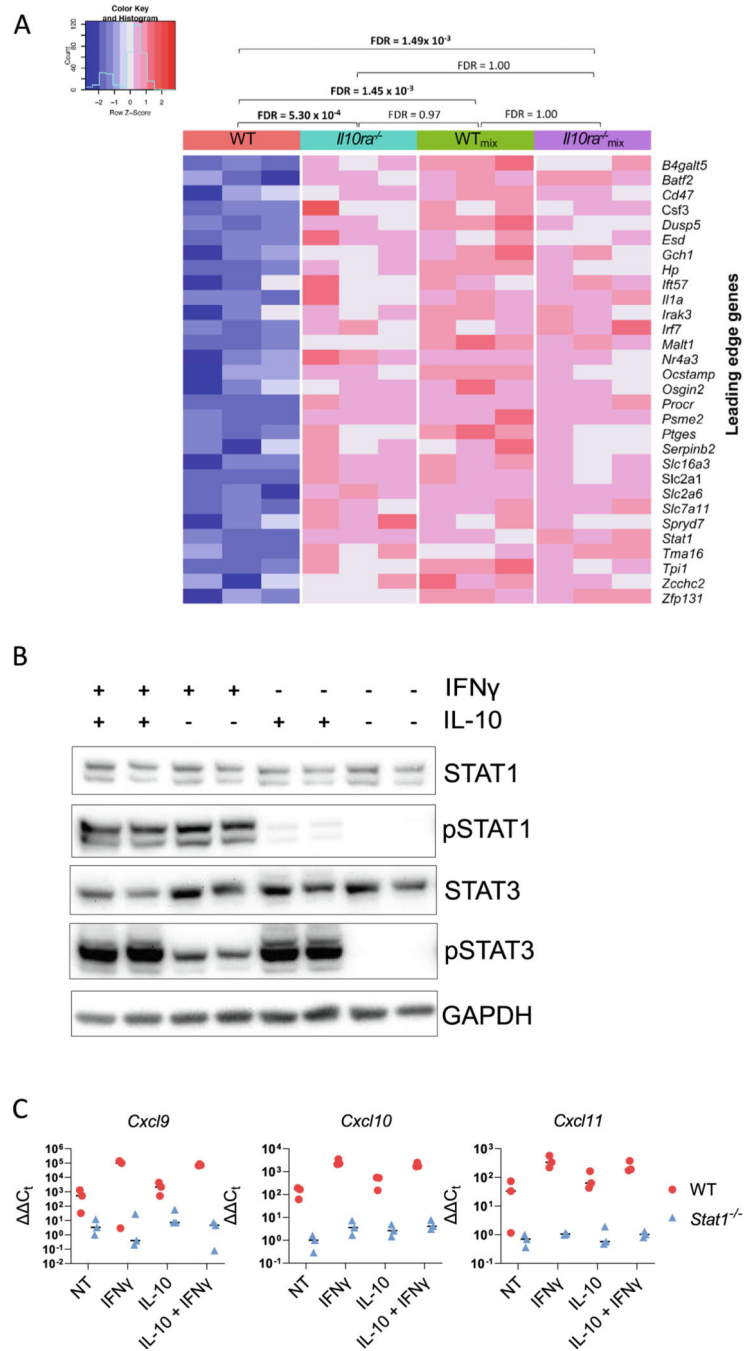 A
Color Key
and Histogram
Count
0 20 40 60 80 120
−2 −1 0 1 2
Row Z−Score
FDR = 1.49x 10-3
FDR = 1.00
FDR = 1.45 x 10-3
FDR = 5.30 x 10-4 FDR = 0.97 FDR = 1.00
WT Il10ra-/- WTmix Il10ra-/-mix
B4galt5
Batf2
Cd47
Csf3
Dusp5
Esd
Gch1
Hp
Ift57
Il1a
Irak3
Irf7
Malt1
Nr4a3
Ocstamp
Osgin2
Procr
Psme2
Ptges
Serpinb2
Slc16a3
Slc2a1
Slc2a6
Slc7a11
Spryd7
Stat1
Tma16
Tpi1
Zcchc2
Zfp131
Leading edge genes
B
+ + + + - - - - IFNγ
+ + - - + + - - IL-10
STAT1
pSTAT1
STAT3
pSTAT3
GAPDH
C
Cxcl9
ΔΔCt
106
105
104
103
102
101
100
10-1
10-2
NT IFNγ IL-10 IL-10 + IFNγ
Cxcl10
ΔΔCt
104
103
102
101
100
10-1
NT IFNγ IL-10 IL-10 + IFNγ
Cxcl11
ΔΔCt
103
102
101
100
10-1
NT IFNγ IL-10 IL-10 + IFNγ
WT
Stat1-/-